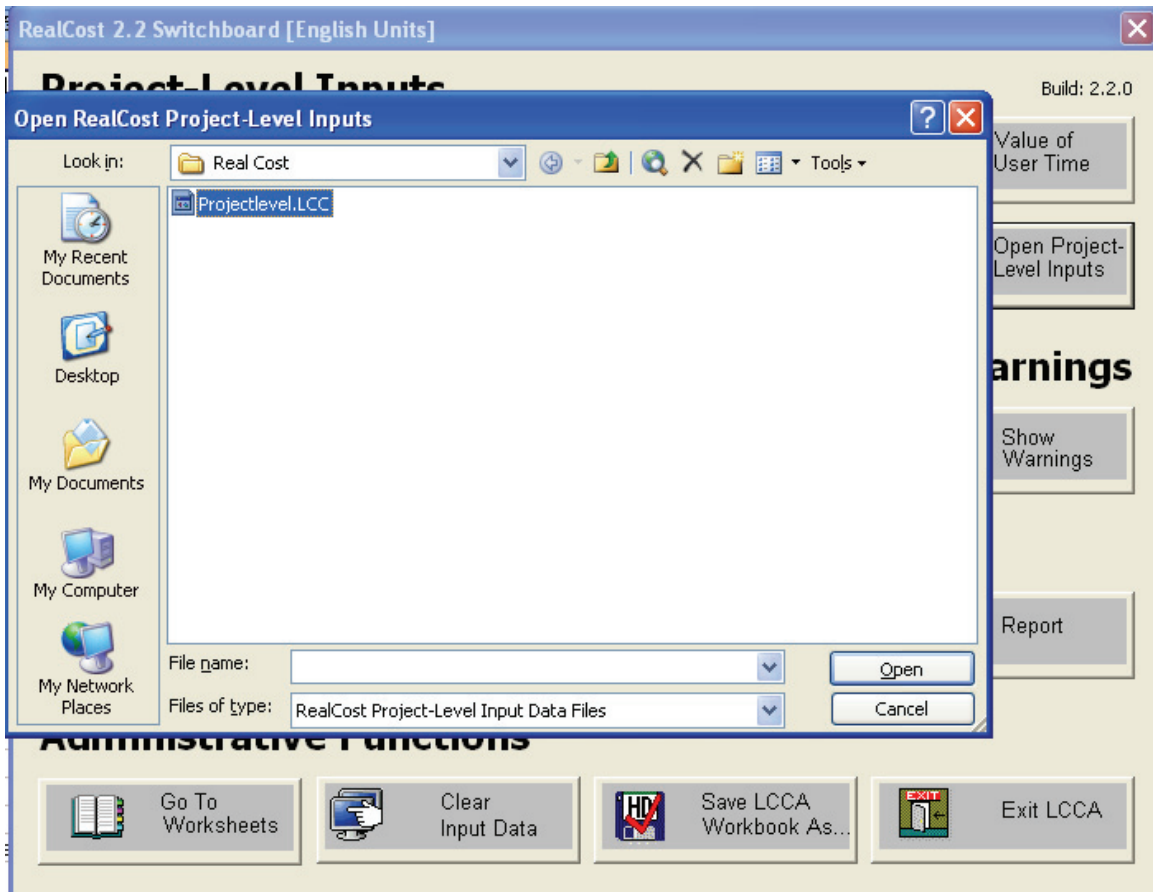 RealCost 2.2 Switchboard [English Units]
Project-Level Inputs
Build: 2.2.0
Open RealCost Project-Level Inputs
Value of
User Time
Look in:
Real Cost
Tools
Projectlevel.LCC
My Recent
Documents
Open Project-
Level Inputs
Desktop
arnings
Show
Warnings
My Documents
My Computer
Report
My Network
Places
File name:
Open
Files of type:
RealCost Project-Level Input Data Files
Cancel
Administrative Functions
Go To
Worksheets
Clear
Input Data
HD
Save LCCA
Workbook As...
EXIT
Exit LCCA